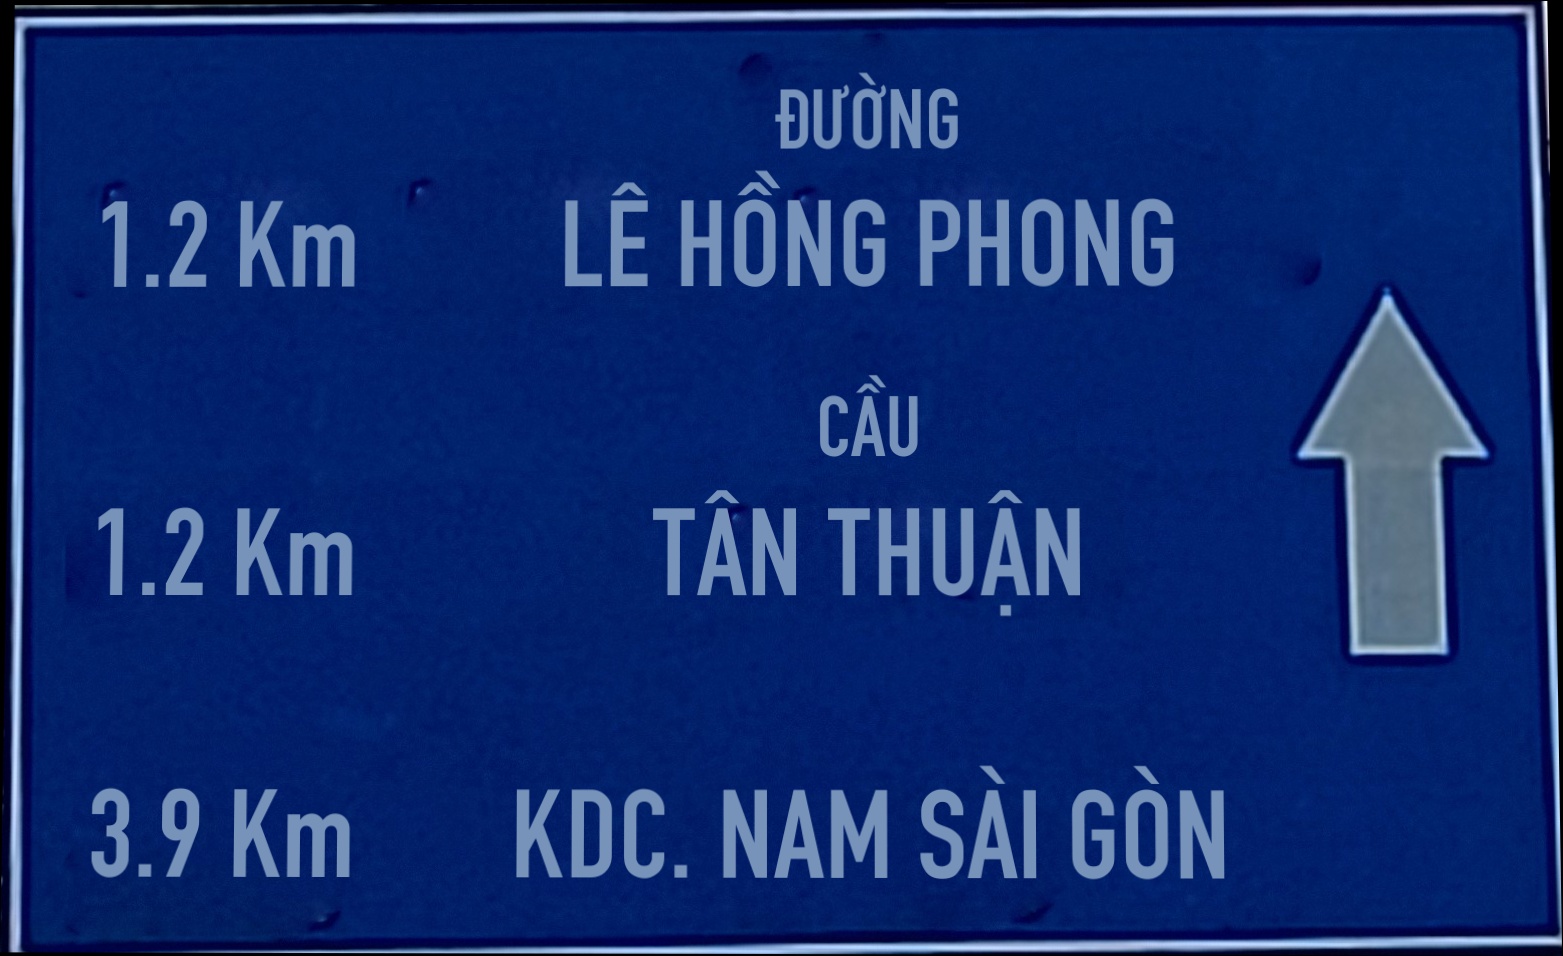 ĐƯỜNG
1.2 Km LÊ HỒNG PHONG
CẦU
1.2 Km TÂN THUẬN
3.9 Km KDC. NAM SÀI GÒN